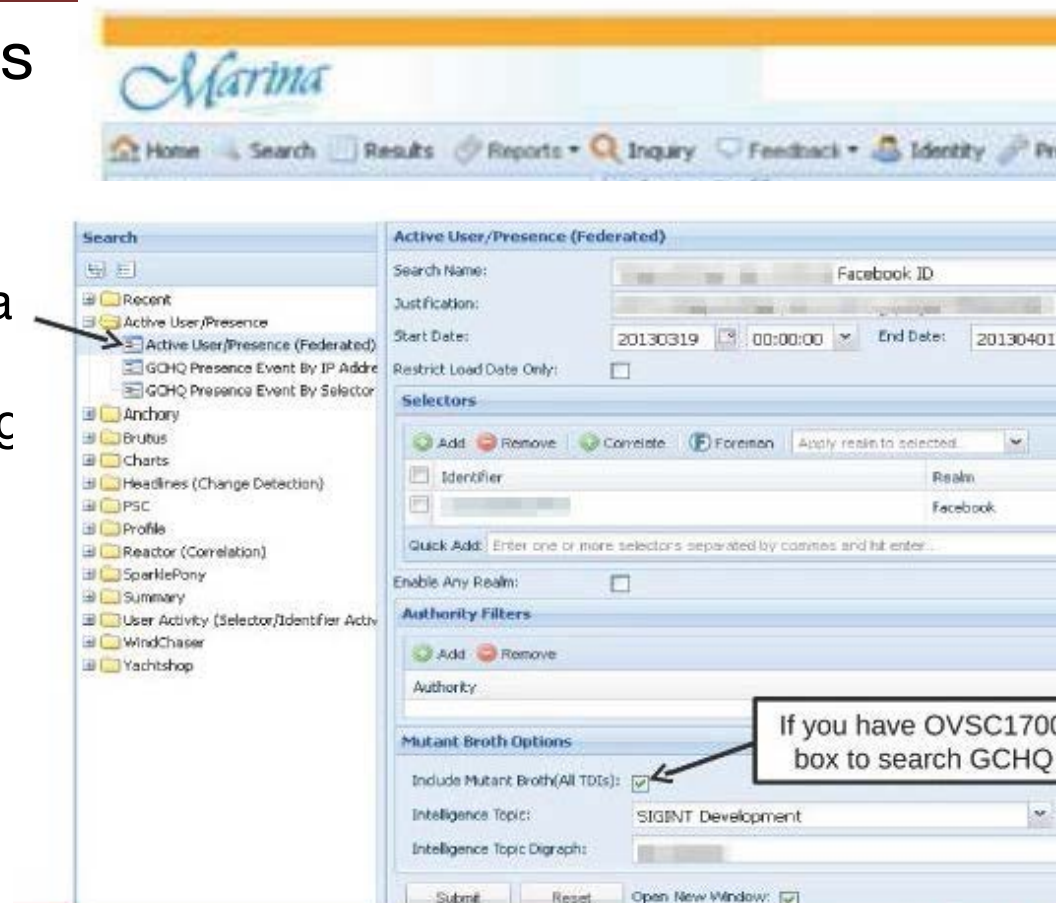 s
Marina
Home Search Results Reports Inquiry Feedback Identity Pr
a
g
Search
Recent
Active User/Presence
Active User/Presence (Federated)
GCHQ Presence Event By IP Addre
GCHQ Presence Event By Selector
Anchory
Brutus
Charts
Headlines (Change Detection)
PSC
Profile
Reactor (Correlation)
SparklePony
Summary
User Activity (Selector/Identifier Activ
WindChaser
Yachtshop
Active User/Presence (Federated)
Search Name: Facebook ID
Justification:
Start Date: 20130319 00:00:00 End Date: 20130401
Restrict Load Date Only:
Selectors
Add Remove Correlate Foreman Apply realm to selected
Identifier Realm
Facebook
Quick Add: Enter one or more selectors separated by commas and hit enter...
Enable Any Realm:
Authority Filters
Add Remove
Authority
If you have OVSC1700
box to search GCHQ
Mutant Broth Options
Include Mutant Broth(All TDIs):
Intelligence Topic: SIGINT Development
Intelligence Topic Digraph:
Submit Reset Open New Window: